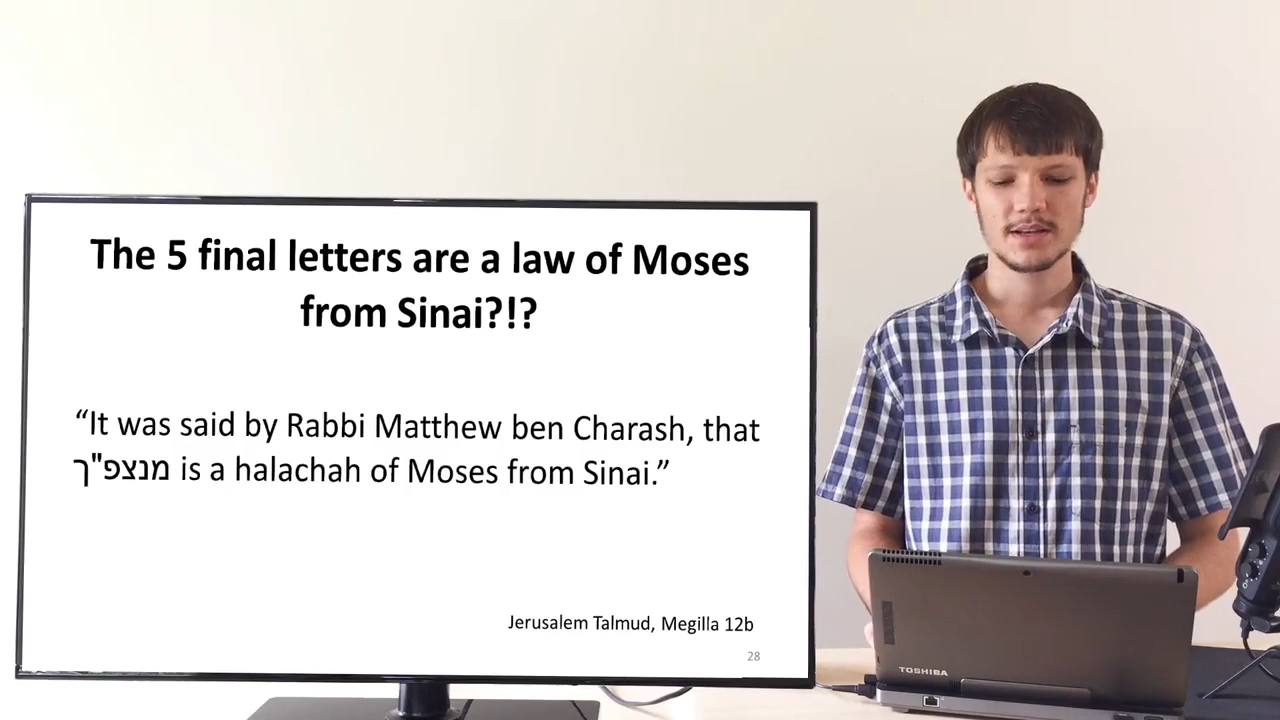 The 5 final letters are a law of Moses
from Sinai?!?
“It was said by Rabbi Matthew ben Charash, that
מנצפ"ך is a halachah of Moses from Sinai.”
Jerusalem Talmud, Megilla 12b
28
TOSHIBA